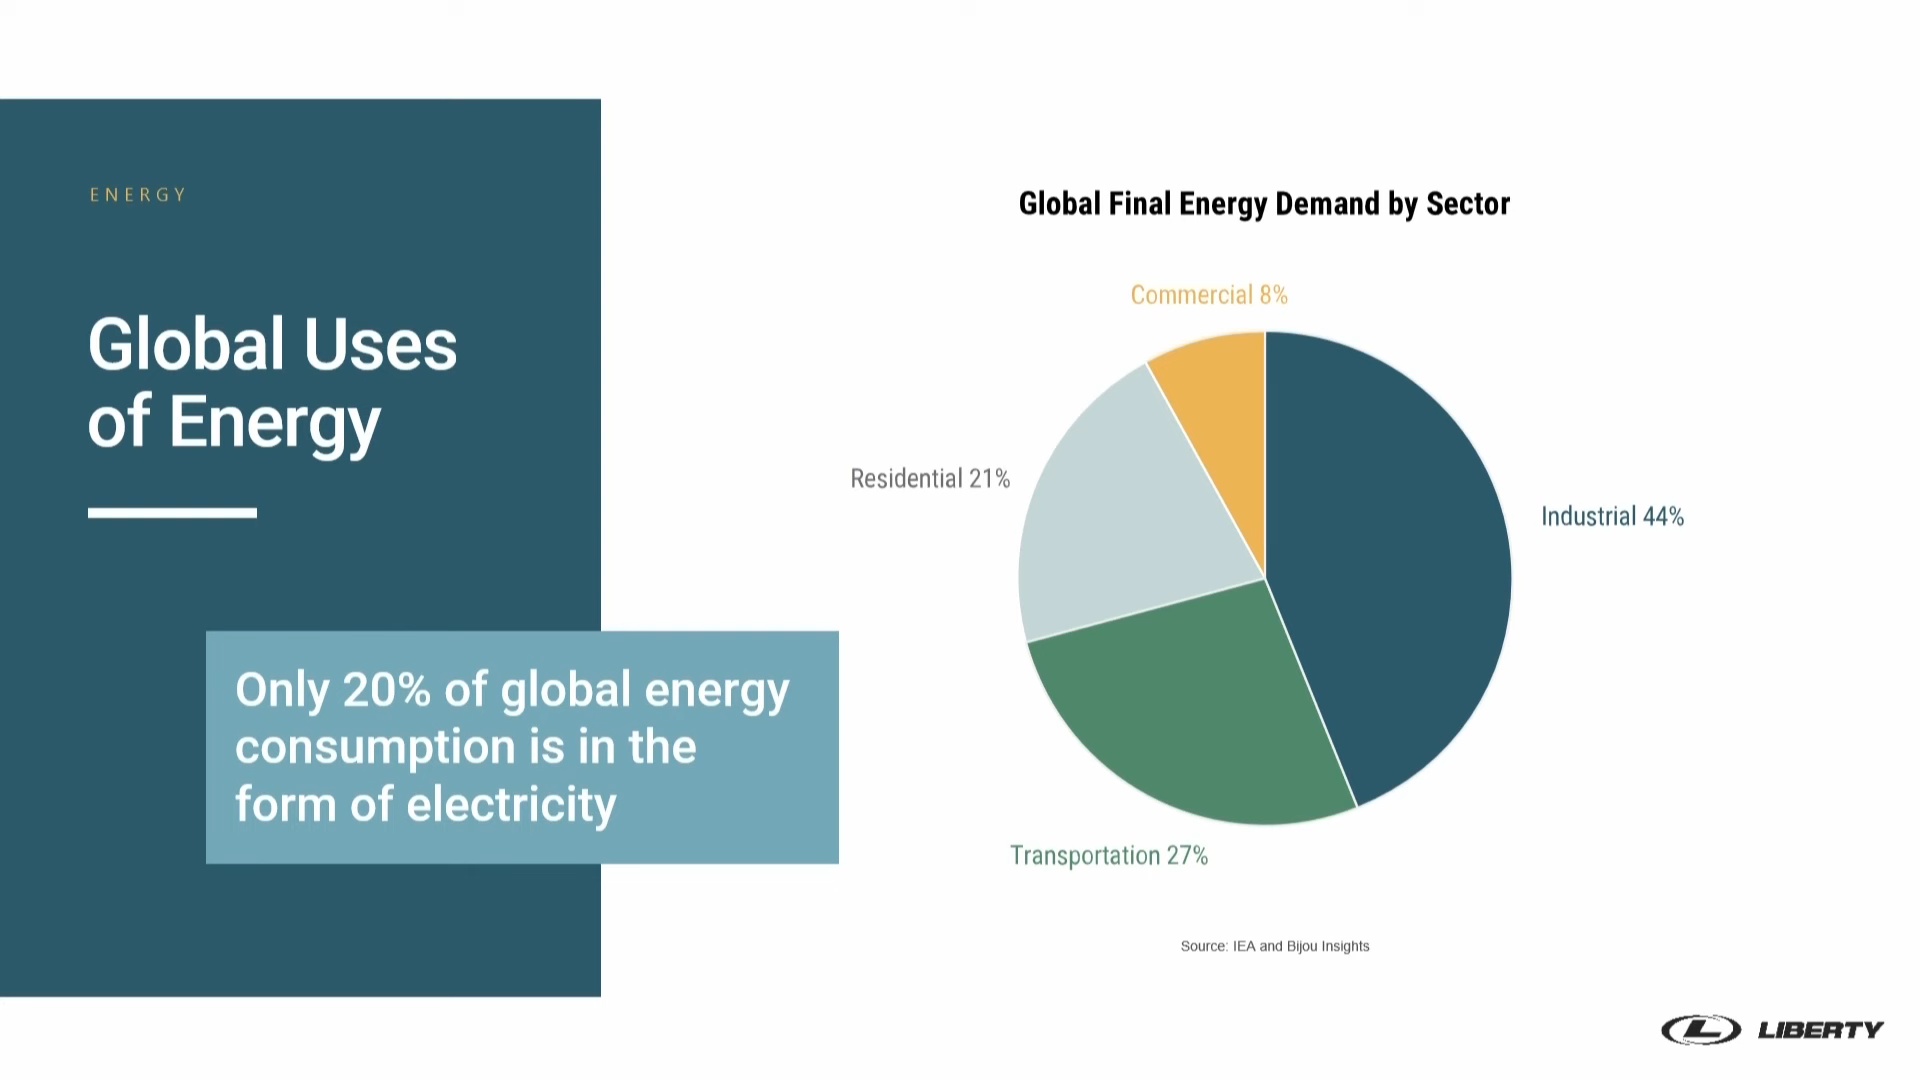 ENERGY
Global Uses
of Energy
Only 20% of global energy
consumption is in the
form of electricity
Global Final Energy Demand by Sector
Commercial 8%
Residential 21%
Industrial 44%
Transportation 27%
Source: IEA and Bijou Insights
L LIBERTY